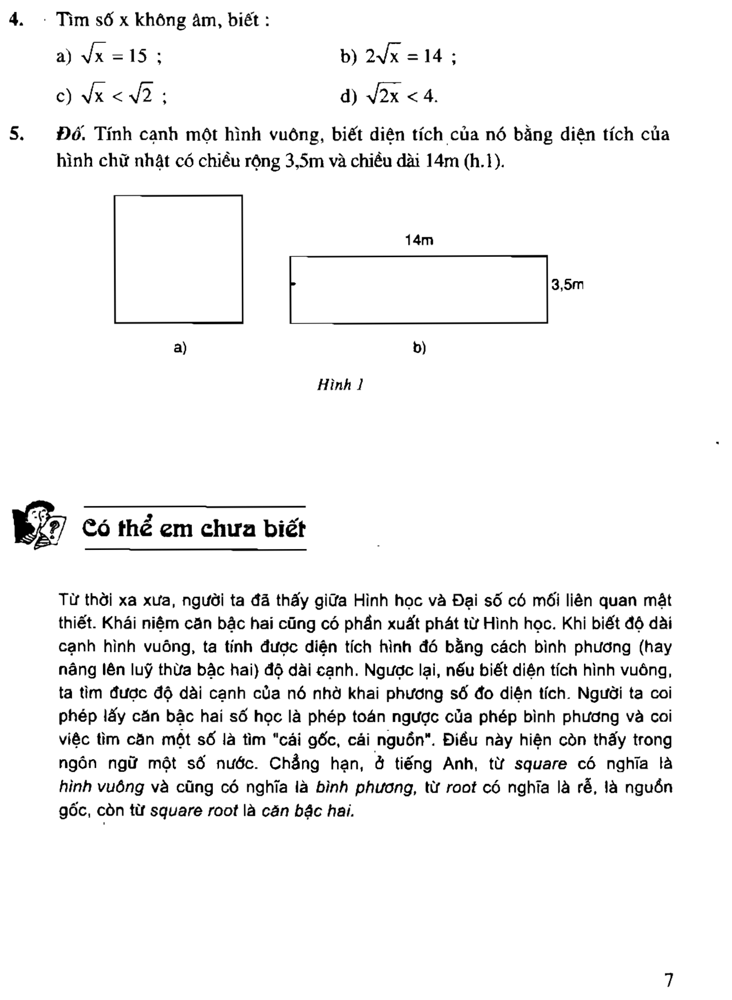 4. Tìm số x không âm, biết :
a) √x = 15 ; b) 2√x = 14 ;
c) √x < √2 ; d) √2x < 4.
5. Đố. Tính cạnh một hình vuông, biết diện tích của nó bằng diện tích của
hình chữ nhật có chiều rộng 3,5m và chiều dài 14m (h.1).
14m
3,5m
a) b)
Hình 1
?
Có thể em chưa biết
Từ thời xa xưa, người ta đã thấy giữa Hình học và Đại số có mối liên quan mật
thiết. Khái niệm căn bậc hai cũng có phần xuất phát từ Hình học. Khi biết độ dài
cạnh hình vuông, ta tính được diện tích hình đó bằng cách bình phương (hay
nâng lên luỹ thừa bậc hai) độ dài cạnh. Ngược lại, nếu biết diện tích hình vuông,
ta tìm được độ dài cạnh của nó nhờ khai phương số đo diện tích. Người ta coi
phép lấy căn bậc hai số học là phép toán ngược của phép bình phương và coi
việc tìm căn một số là tìm "cái gốc, cái nguồn". Điều này hiện còn thấy trong
ngôn ngữ một số nước. Chẳng hạn, ở tiếng Anh, từ square có nghĩa là
hình vuông và cũng có nghĩa là bình phương, từ root có nghĩa là rễ, là nguồn
gốc, còn từ square root là căn bậc hai.
7